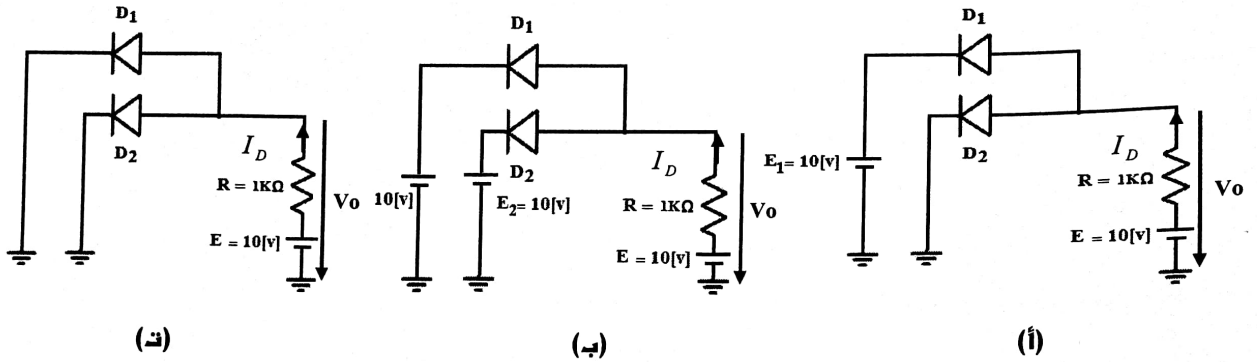 D₁
D₂
I_D
R = 1KΩ
Vo
E = 10[v]
(ت)
D₁
D₂
10[v]
E₂= 10[v]
I_D
R = 1KΩ
Vo
E = 10[v]
(ب)
D₁
D₂
E₁= 10[v]
I_D
R = 1KΩ
Vo
E = 10[v]
(أ)